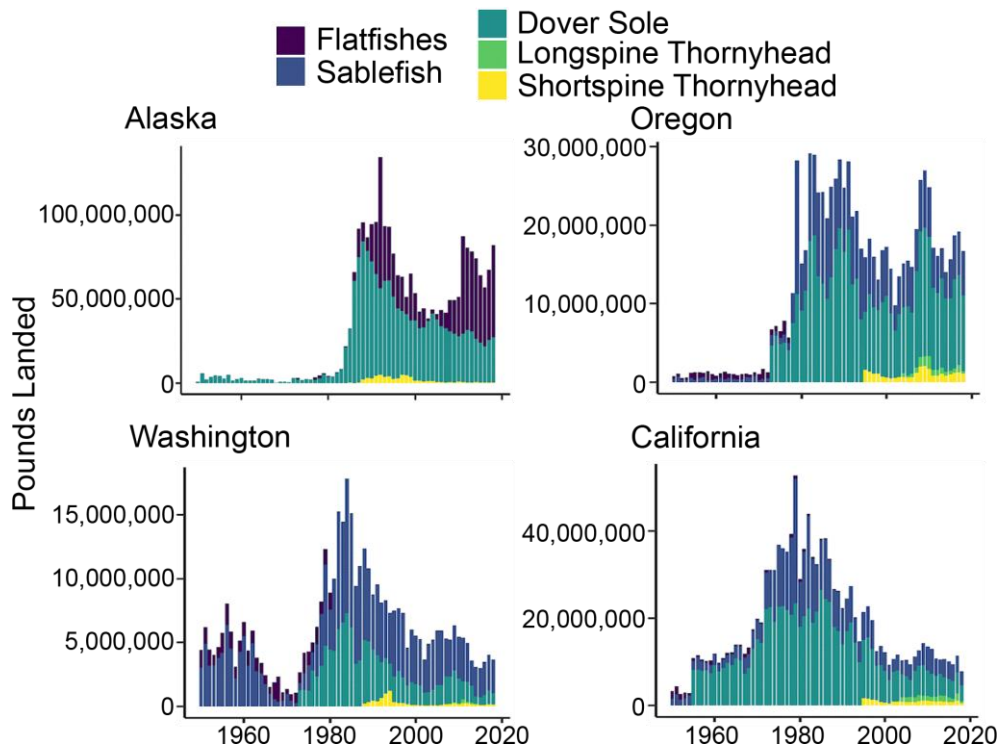 Flatfishes
Sablefish
Dover Sole
Longspine Thornyhead
Shortspine Thornyhead
Pounds Landed
Alaska
100,000,000
50,000,000
0
Oregon
30,000,000
20,000,000
10,000,000
0
Washington
15,000,000
10,000,000
5,000,000
0
1960
1980
2000
2020
California
40,000,000
20,000,000
0
1960
1980
2000
2020